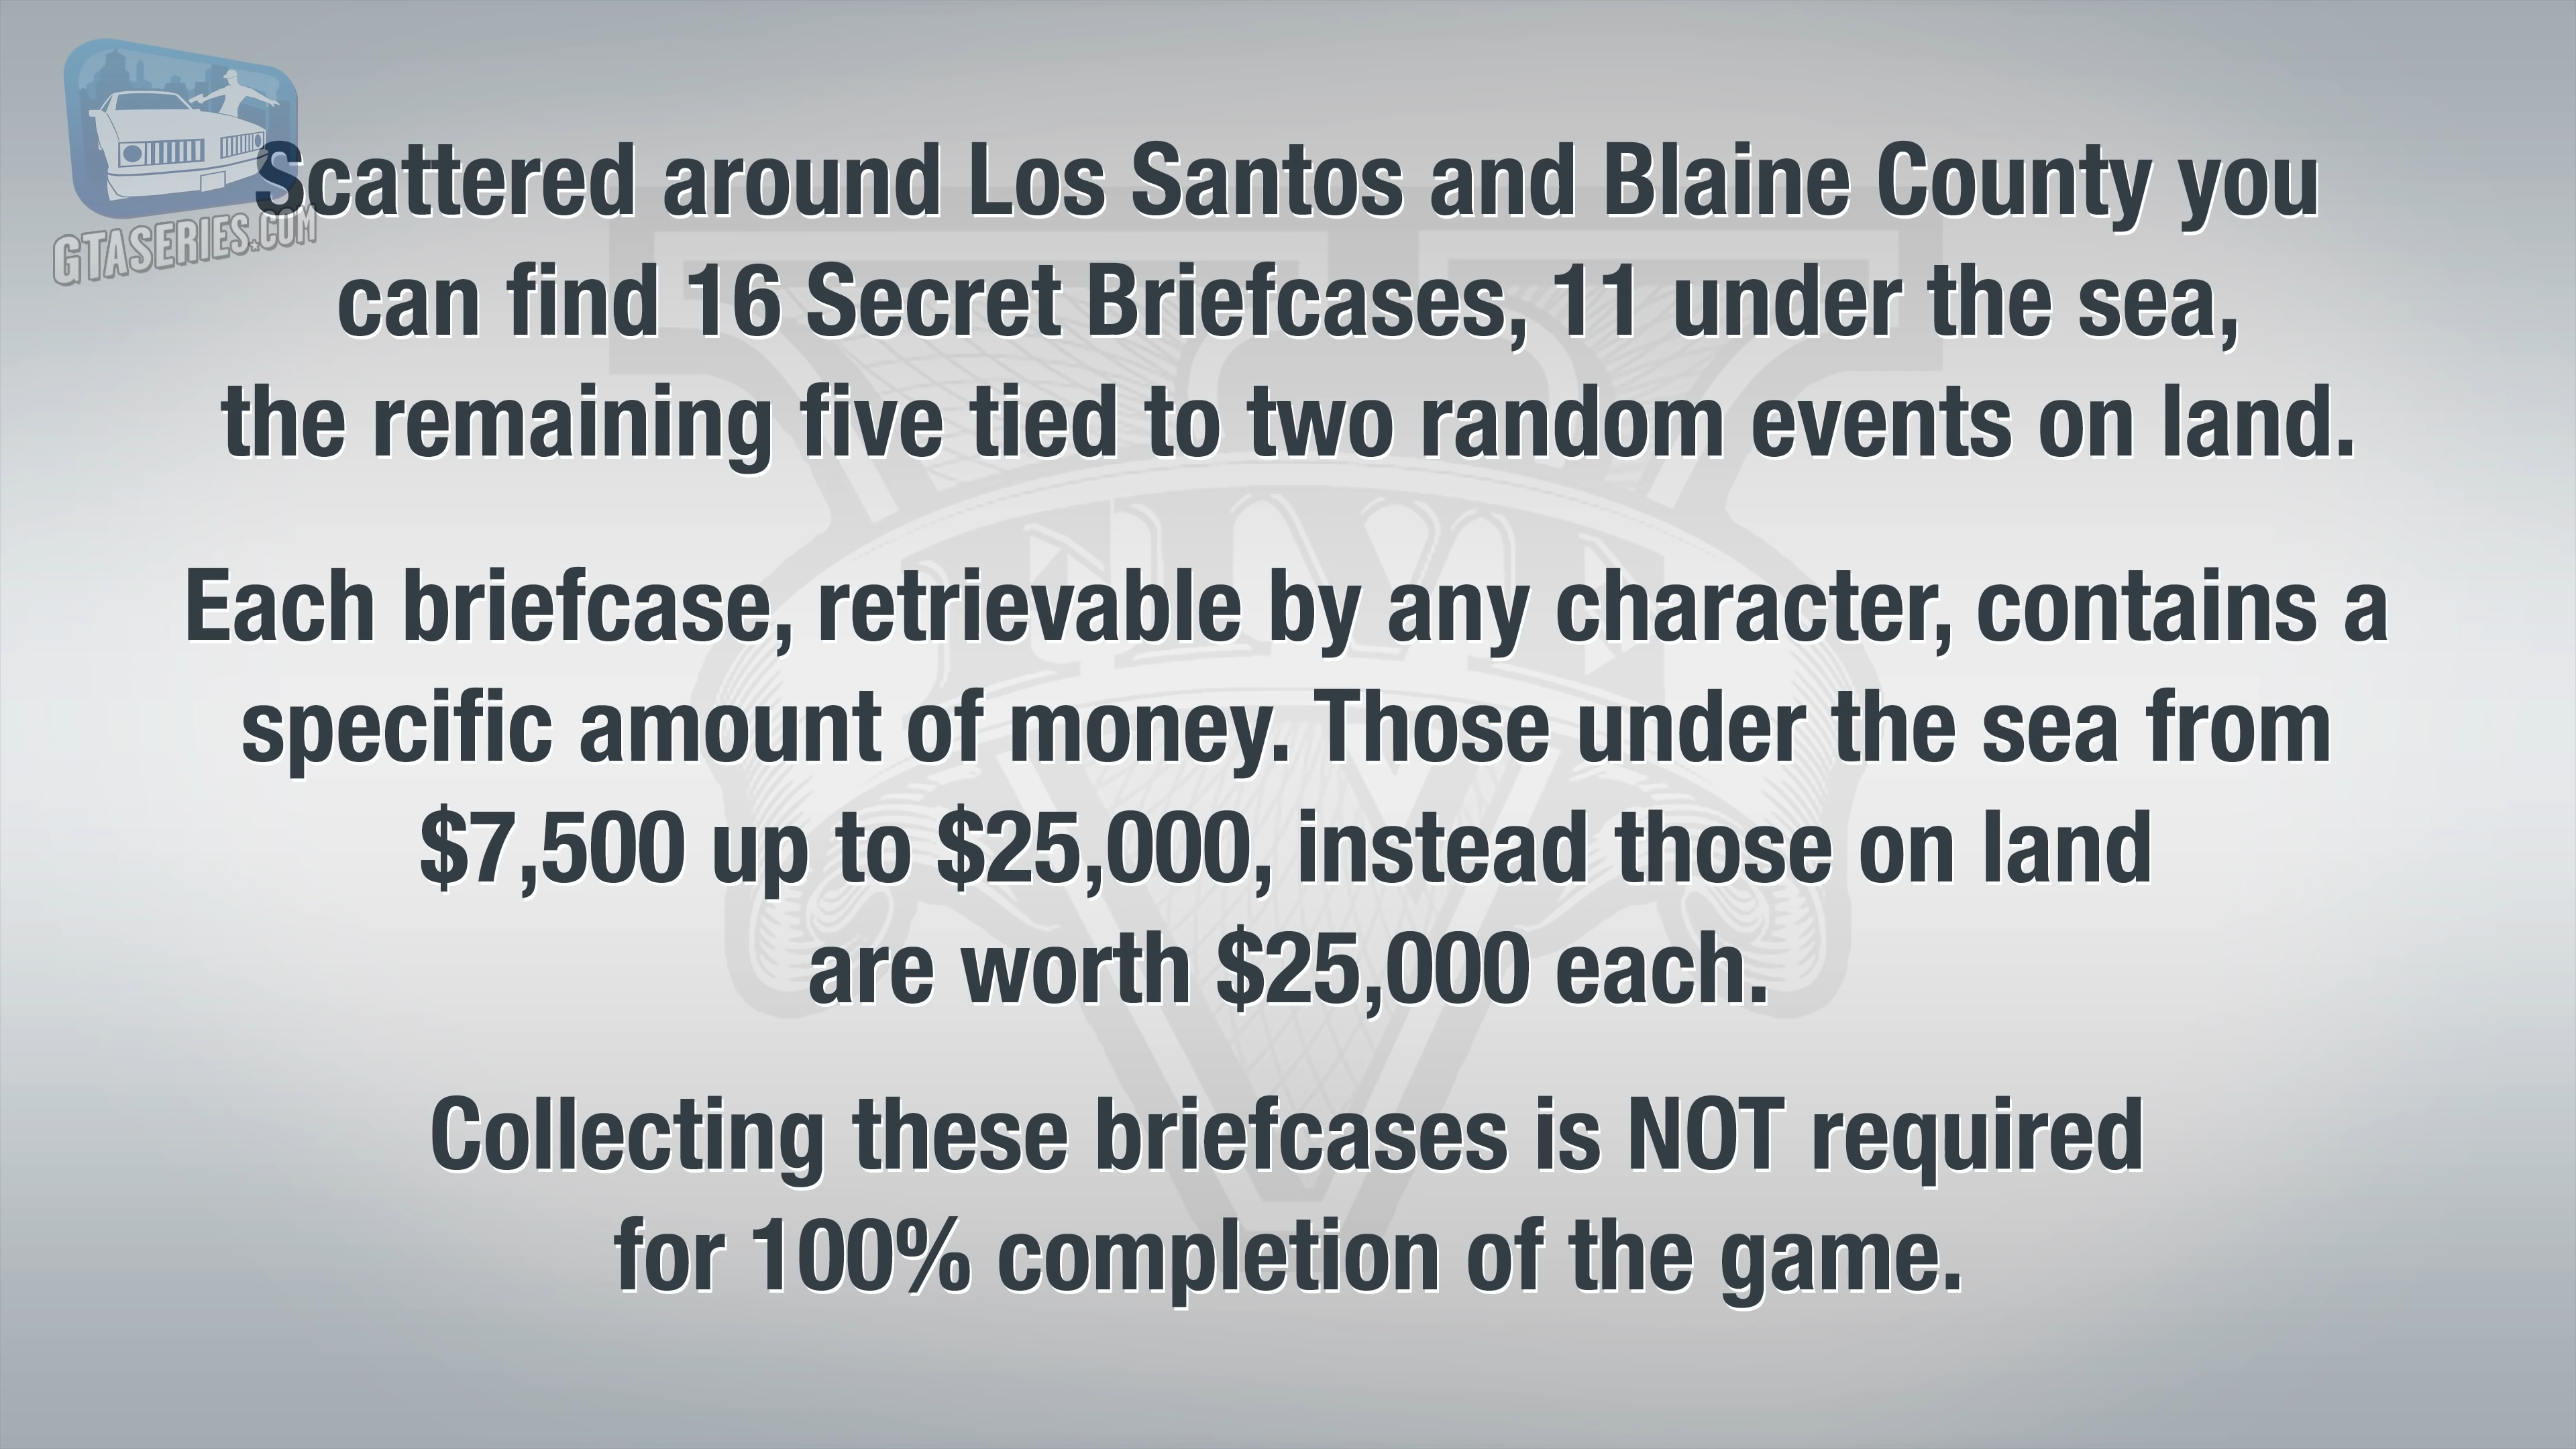 GTASERIES.COM
Scattered around Los Santos and Blaine County you
can find 16 Secret Briefcases, 11 under the sea,
the remaining five tied to two random events on land.
Each briefcase, retrievable by any character, contains a
specific amount of money. Those under the sea from
$7,500 up to $25,000, instead those on land
are worth $25,000 each.
Collecting these briefcases is NOT required
for 100% completion of the game.
FIVE